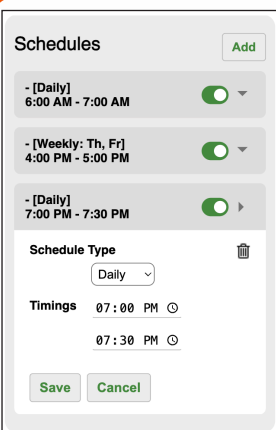 Schedules
Add
- [Daily]
6:00 AM - 7:00 AM
- [Weekly: Th, Fr]
4:00 PM - 5:00 PM
- [Daily]
7:00 PM - 7:30 PM
Schedule Type
Daily
Timings 07:00 PM
07:30 PM
Save Cancel